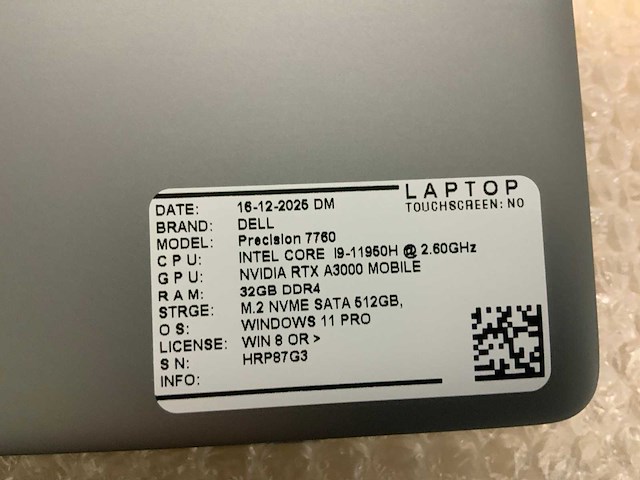 LAPTOP
TOUCHSCREEN: NO
DATE: 16-12-2025 DM
BRAND: DELL
MODEL: Precision 7760
CPU: INTEL CORE I9-11950H @ 2.60GHz
GPU: NVIDIA RTX A3000 MOBILE
RAM: 32GB DDR4
STRGE: M.2 NVME SATA 512GB,
OS: WINDOWS 11 PRO
LICENSE: WIN 8 OR >
SN: HRP87G3
INFO: